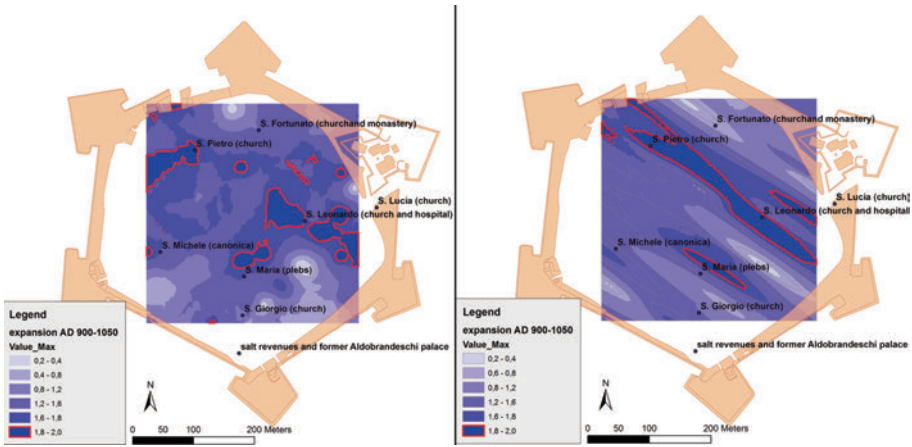 S. Fortunato (churchand monastery)
S. Pietro (church)
S. Lucia (church)
S. Leonardo (church and hospital)
S. Michele (canonica)
S. Maria (plebs)
S. Giorgio (church)
salt revenues and former Aldobrandeschi palace
Legend
expansion AD 900-1050
Value_Max
0,2 - 0,4
0,4 - 0,8
0,8 - 1,2
1,2 - 1,6
1,6 - 1,8
1,8 - 2,0
N
0 50 100 200 Meters
S. Fortunato (churchand monastery)
S. Pietro (church)
S. Lucia (church)
S. Leonardo (church and hospital)
S. Michele (canonica)
S. Maria (plebs)
S. Giorgio (church)
salt revenues and former Aldobrandeschi palace
Legend
expansion AD 900-1050
Value_Max
0,2 - 0,4
0,6 - 0,8
0,8 - 1,2
1,2 - 1,6
1,6 - 1,8
1,8 - 2,0
N
0 50 100 200 Meters